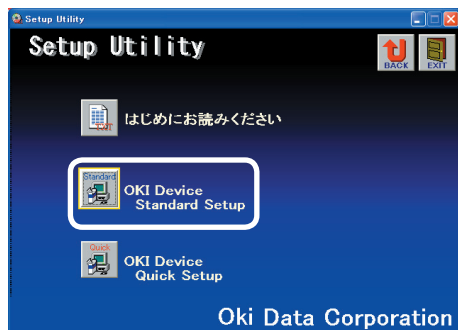 Setup Utility
Setup Utility
BACK
EXIT
TXT
はじめにお読みください
Standard
OKI Device
Standard Setup
Quick
OKI Device
Quick Setup
Oki Data Corporation